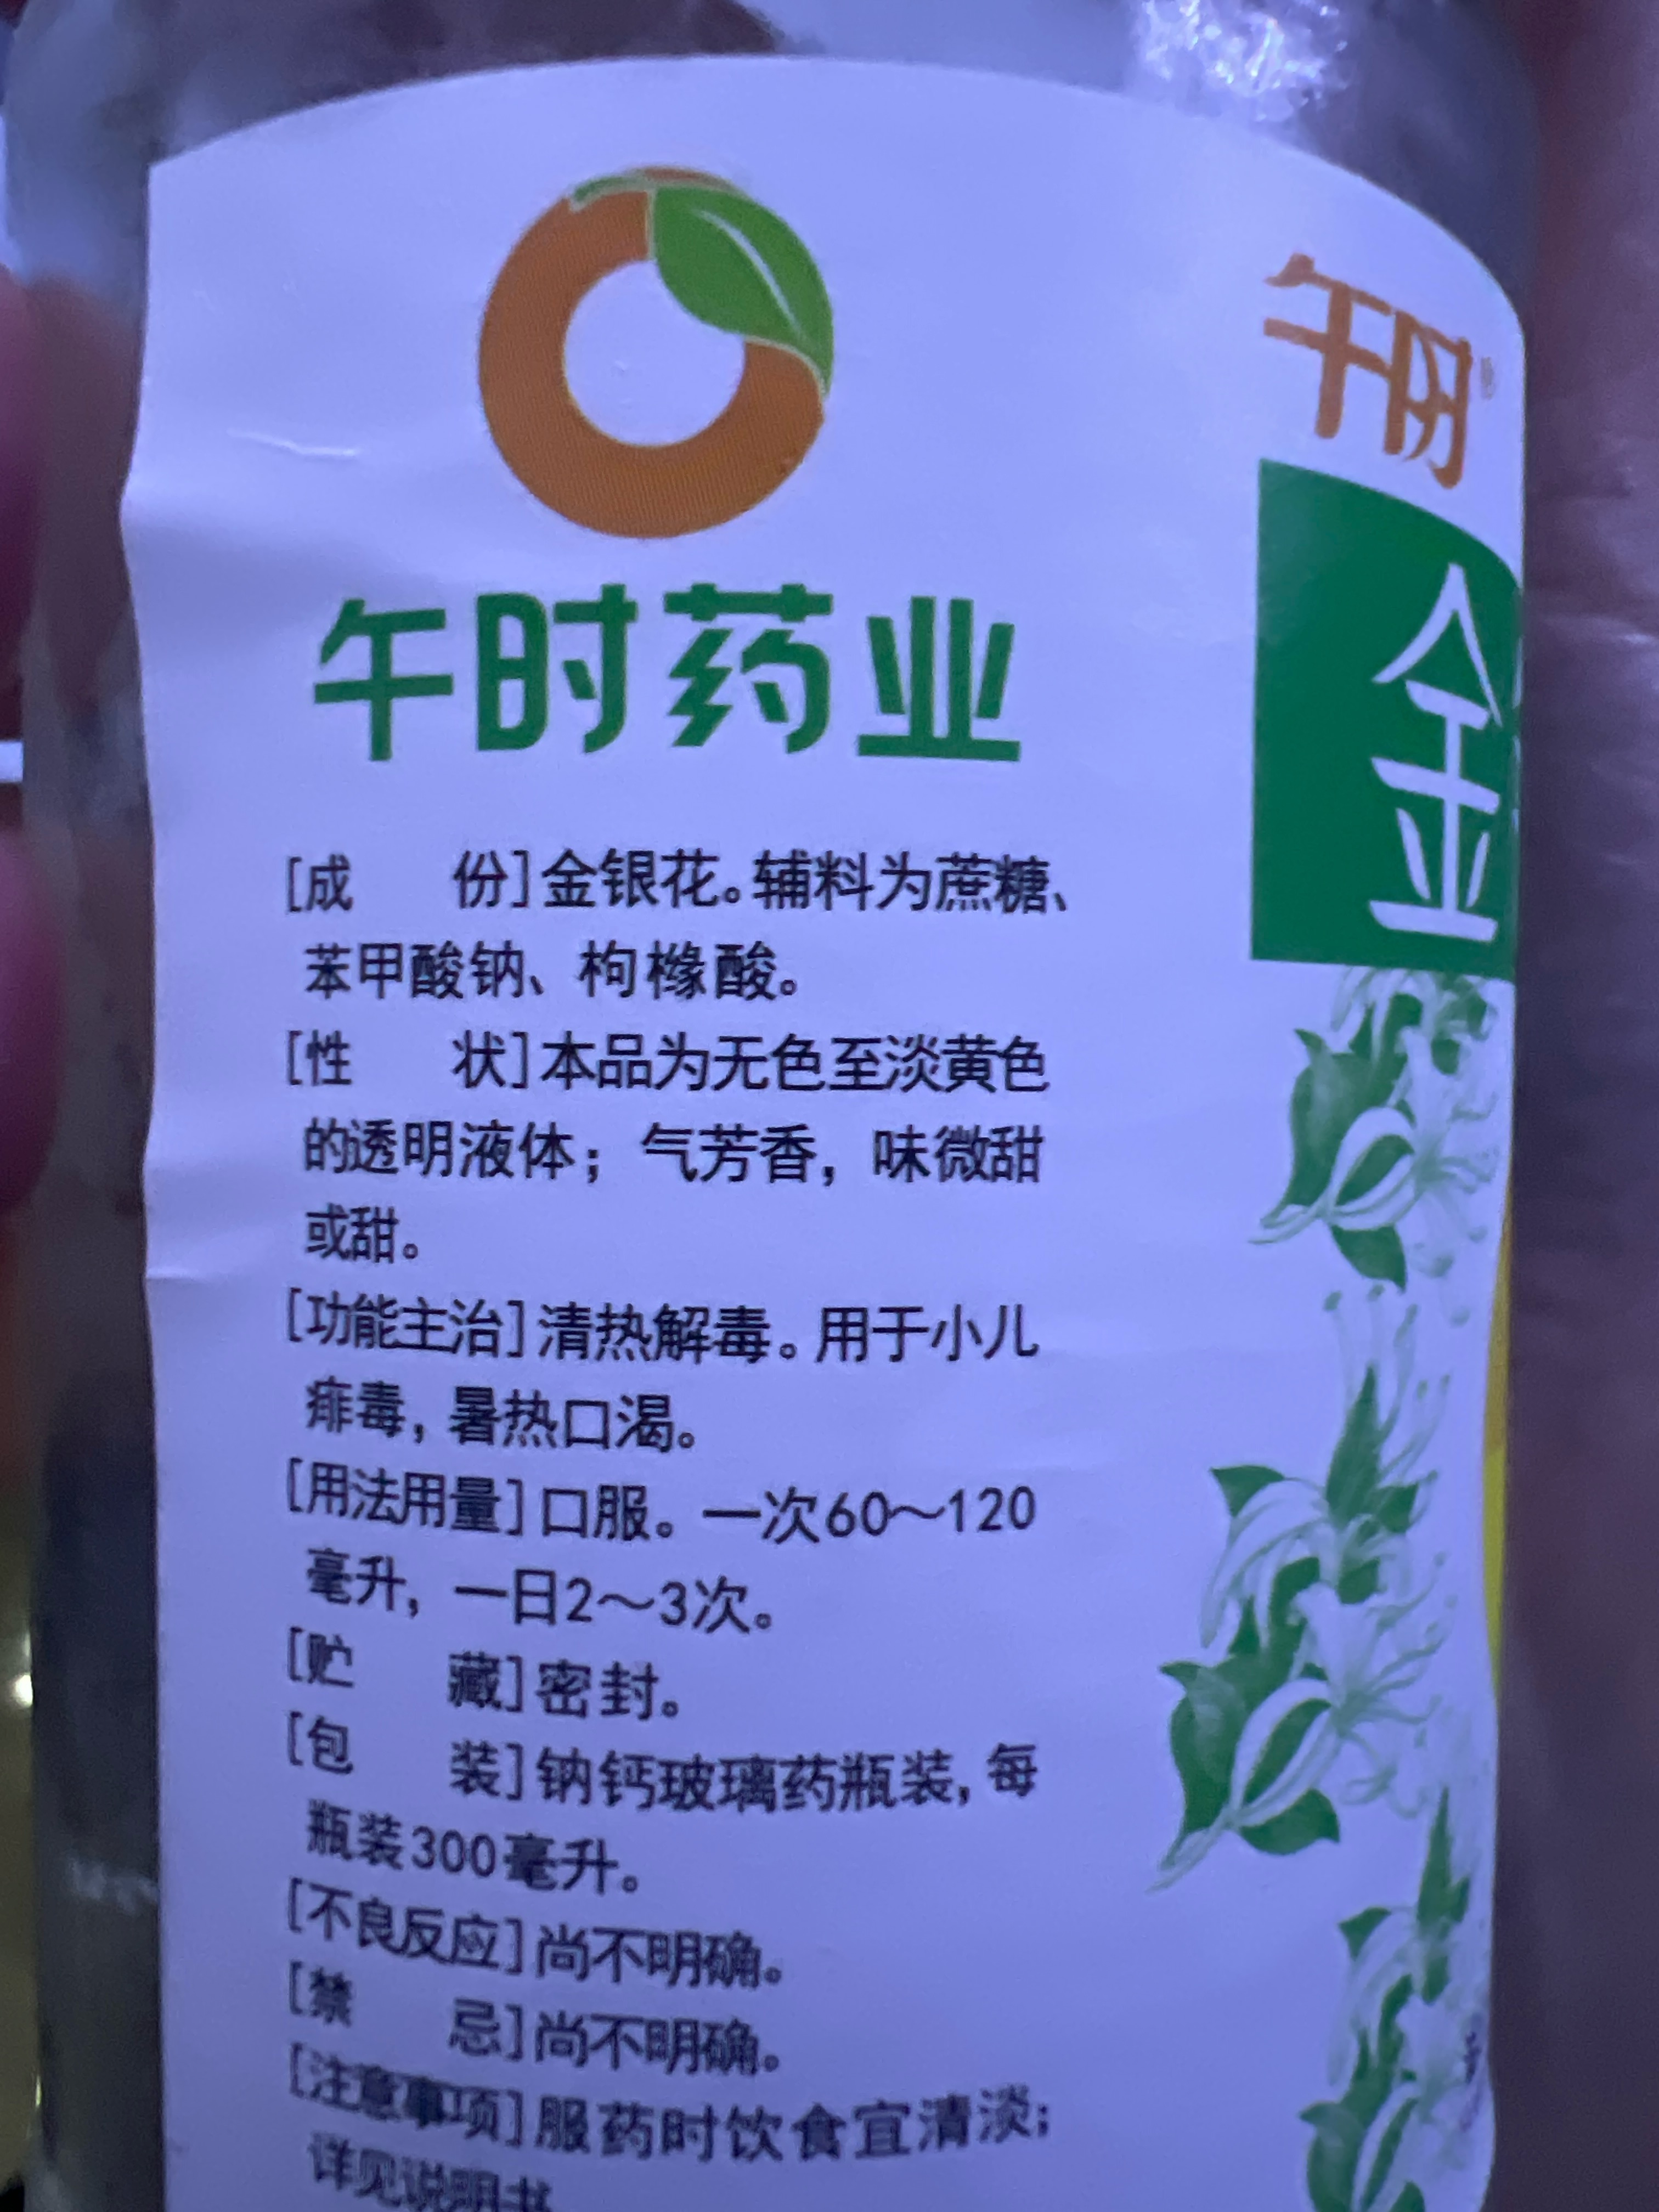 午时药业
[成 份]金银花。辅料为蔗糖、
苯甲酸钠、枸橼酸。
[性 状]本品为无色至淡黄色
的透明液体；气芳香，味微甜
或甜。
[功能主治]清热解毒。用于小儿
痱毒，暑热口渴。
[用法用量]口服。一次60～120
毫升，一日2～3次。
[贮 藏]密封。
[包 装]钠钙玻璃药瓶装，每
瓶装300毫升。
[不良反应]尚不明确。
[禁 忌]尚不明确。
[注意事项]服药时饮食宜清淡；
详见说明书
午时®
金